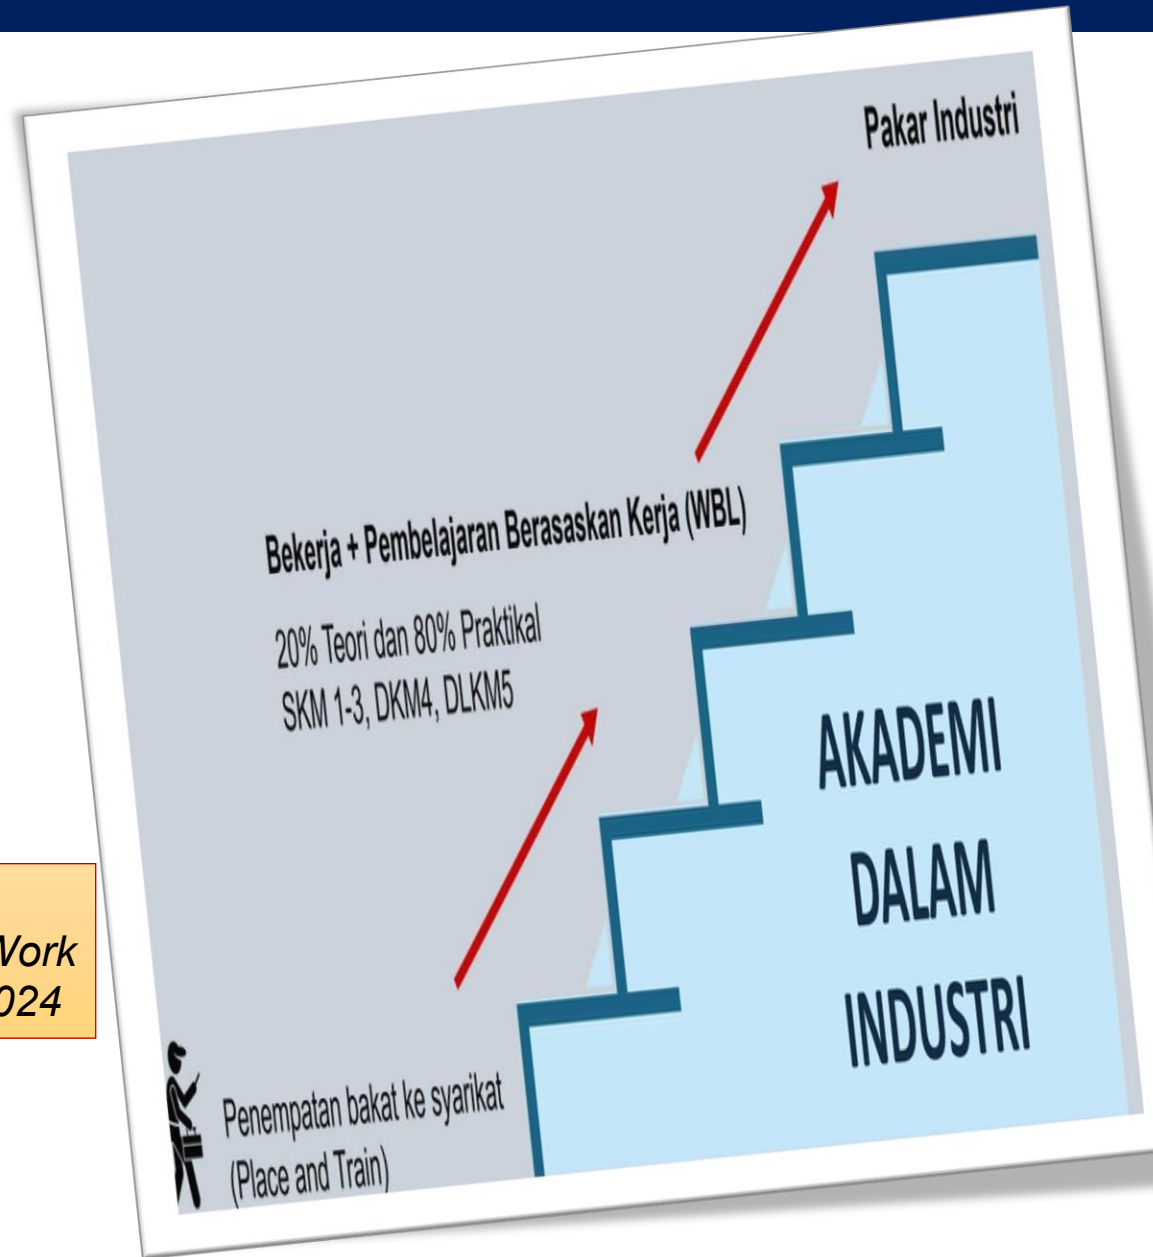 Pakar Industri
Bekerja + Pembelajaran Berasaskan Kerja (WBL)
20% Teori dan 80% Praktikal
SKM 1-3, DKM4, DLKM5
AKADEMI
DALAM
INDUSTRI
Work
Penempatan bakat ke syarikat
(Place and Train)